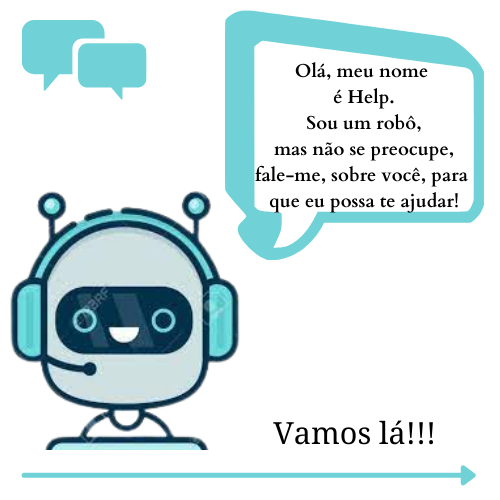 Olá, meu nome
é Help.
Sou um robô,
mas não se preocupe,
fale-me, sobre você, para
que eu possa te ajudar!
Vamos lá!!!